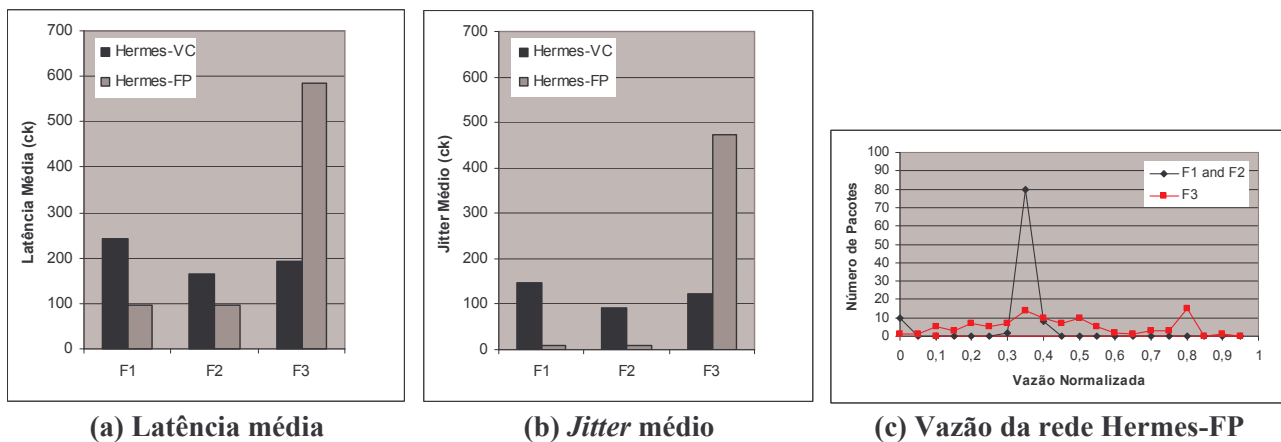 700
600
500
400
300
200
100
0
Latência Média (ck)
Hermes-VC
Hermes-FP
F1 F2 F3
(a) Latência média
700
600
500
400
300
200
100
0
Jitter Médio (ck)
Hermes-VC
Hermes-FP
F1 F2 F3
(b) Jitter médio
100
90
80
70
60
50
40
30
20
10
0
Número de Pacotes
F1 and F2
F3
0 0,1 0,2 0,3 0,4 0,5 0,6 0,7 0,8 0,9 1
Vazão Normalizada
(c) Vazão da rede Hermes-FP